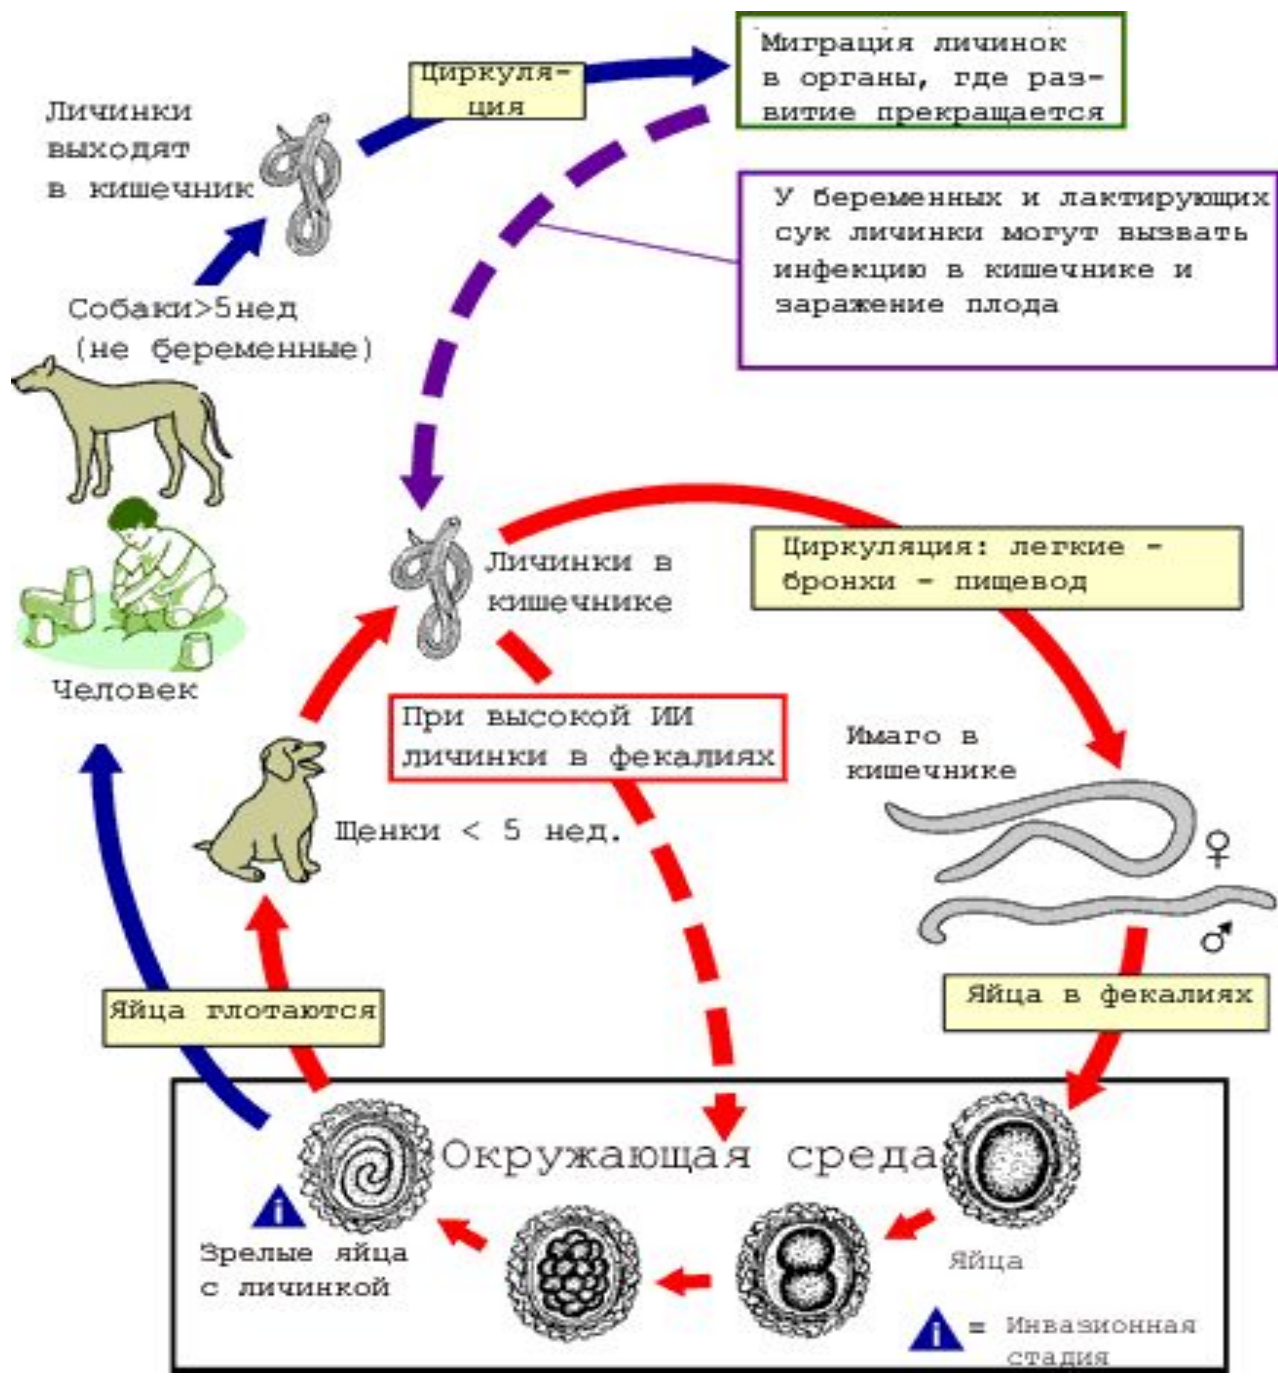 Миграция личинок
в органы, где раз-
витие прекращается
Циркуля-
ция
Личинки
выходят
в кишечник
У беременных и лактирующих
сук личинки могут вызвать
инфекцию в кишечнике и
заражение плода
Собаки>5нед
(не беременные)
Циркуляция: легкие -
бронхи - пищевод
Личинки в
кишечнике
Человек
При высокой ИИ
личинки в фекалиях
Имаго в
кишечнике
Щенки < 5 нед.
♀
♂
Яйца глотаются
Яйца в фекалиях
Окружающая среда
i
Зрелые яйца
с личинкой
Яйца
i = Инвазионная
стадия